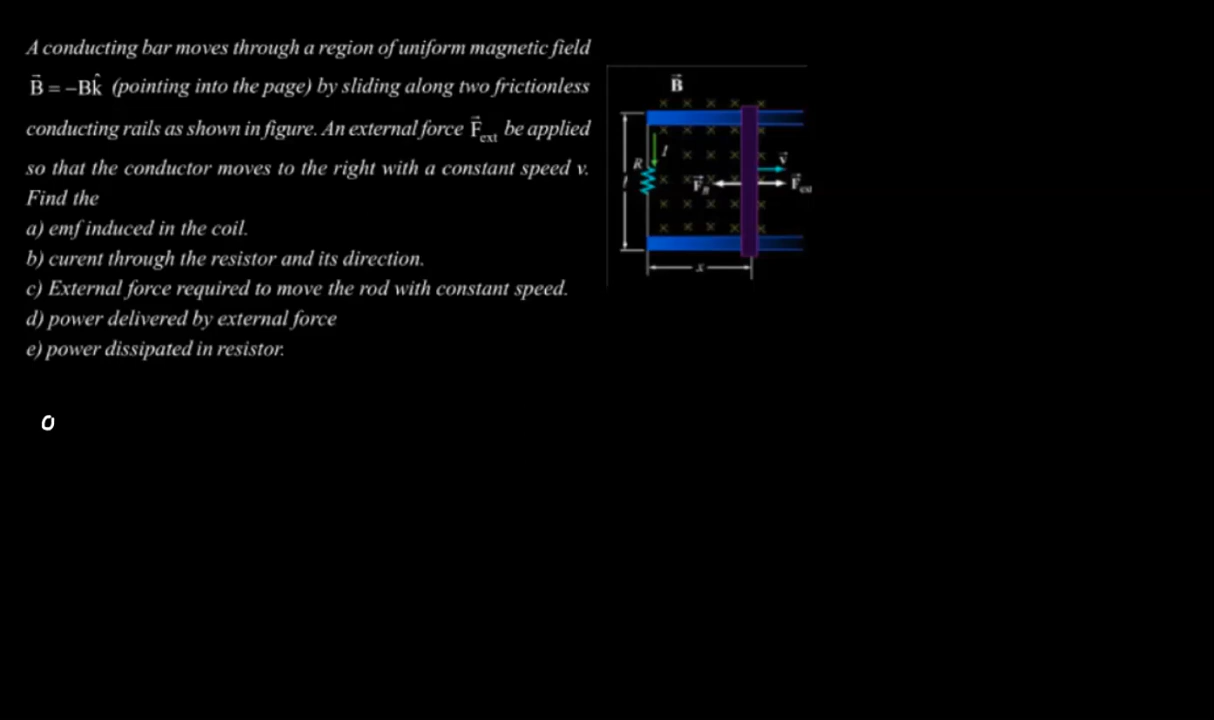 A conducting bar moves through a region of uniform magnetic field
B⃗ = −Bk̂ (pointing into the page) by sliding along two frictionless
conducting rails as shown in figure. An external force F⃗ext be applied
so that the conductor moves to the right with a constant speed v.
Find the
a) emf induced in the coil.
b) curent through the resistor and its direction.
c) External force required to move the rod with constant speed.
d) power delivered by external force
e) power dissipated in resistor.
B⃗
I
R
l
v⃗
F⃗B
F⃗ext
x
0